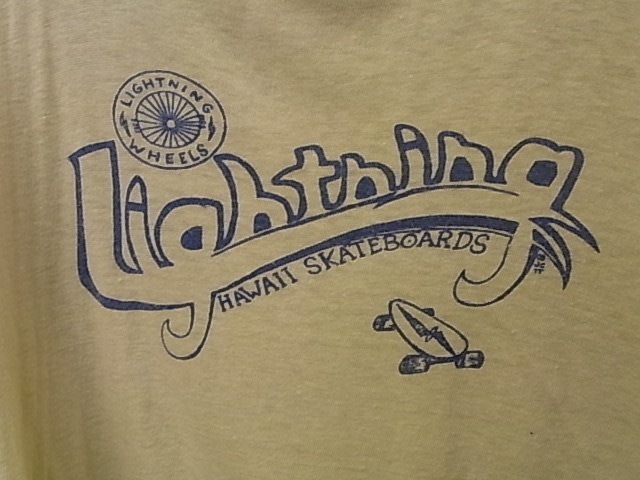 LIGHTNING
WHEELS
Lightning
HAWAII SKATEBOARDS